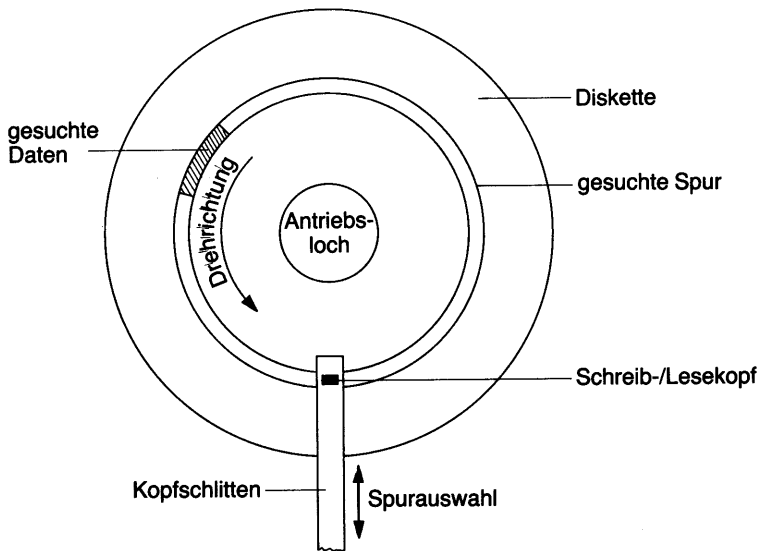 Diskette
gesuchte
Daten
gesuchte Spur
Drehrichtung
Antriebs-
loch
Schreib-/Lesekopf
Kopfschlitten
Spurauswahl